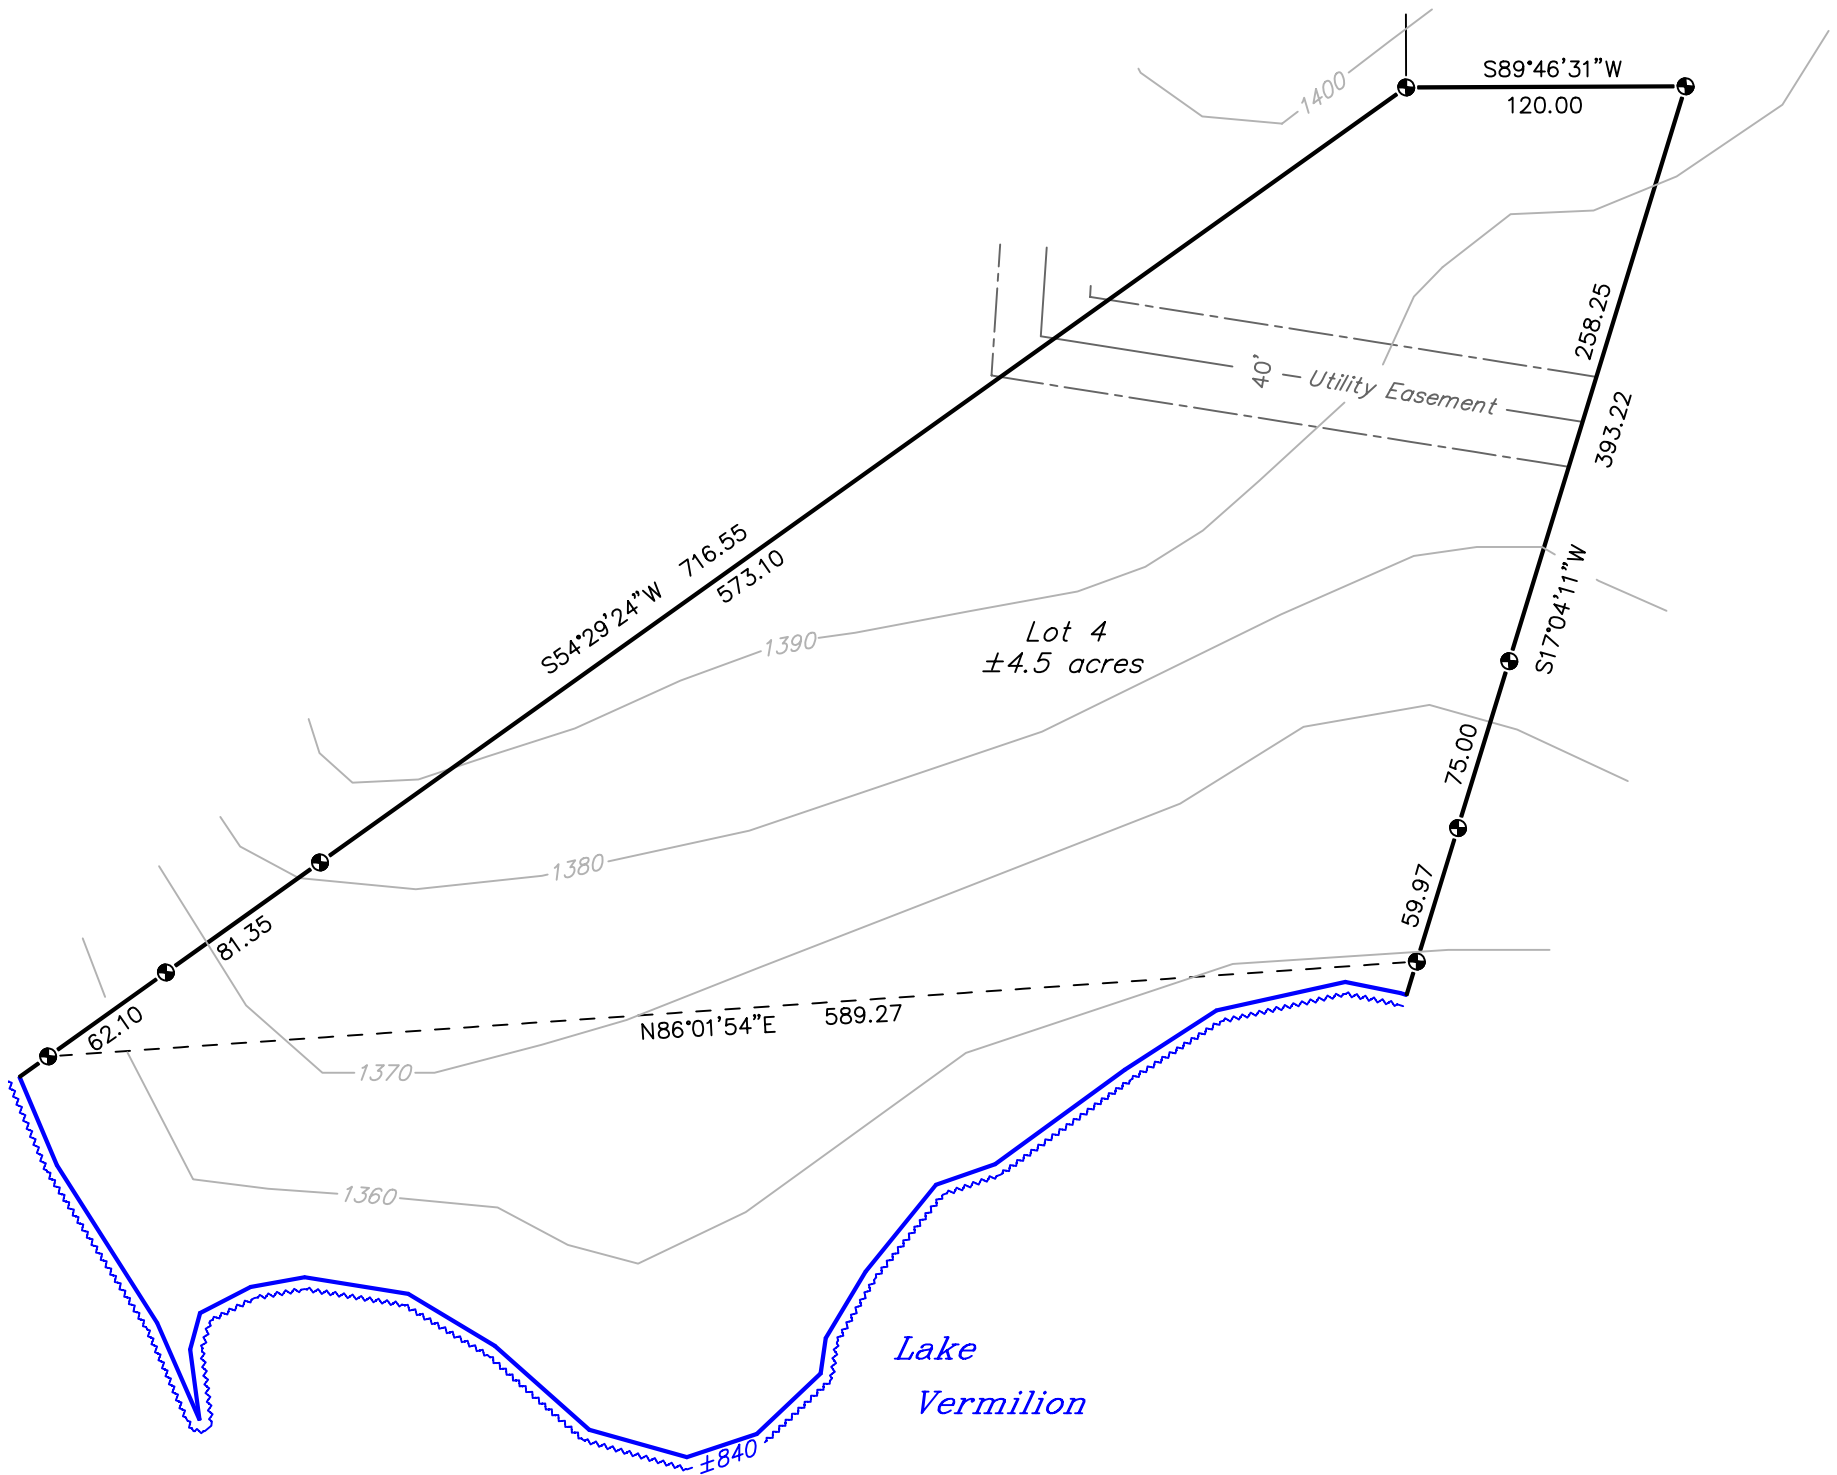 1400
S89°46'31"W
120.00
258.25
40'
Utility Easement
393.22
S54°29'24"W 716.55
573.10
S17°04'11"W
Lot 4
±4.5 acres
1390
75.00
1380
59.97
81.35
62.10
N86°01'54"E 589.27
1370
1360
Lake
Vermilion
±840